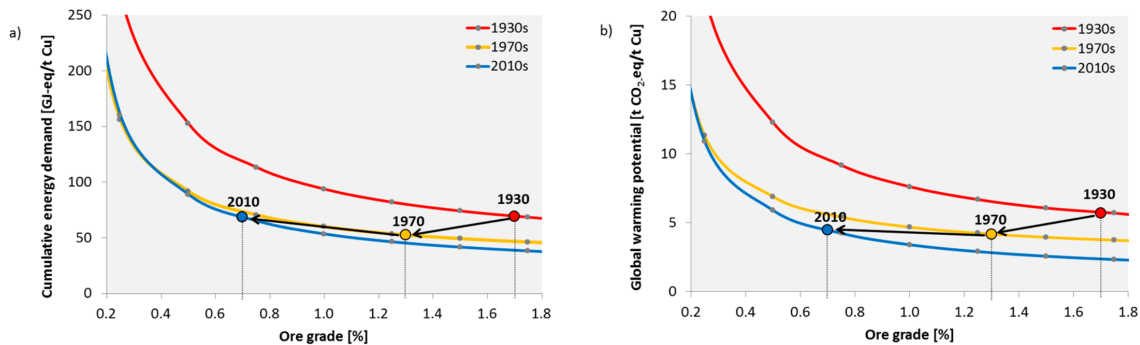 a)
Cumulative energy demand [GJ-eq/t Cu]
250
200
150
100
50
0
1930s
1970s
2010s
2010
1970
1930
0.2 0.4 0.6 0.8 1.0 1.2 1.4 1.6 1.8
Ore grade [%]
b)
Global warming potential [t CO₂-eq/t Cu]
20
15
10
5
0
1930s
1970s
2010s
2010
1970
1930
0.2 0.4 0.6 0.8 1.0 1.2 1.4 1.6 1.8
Ore grade [%]